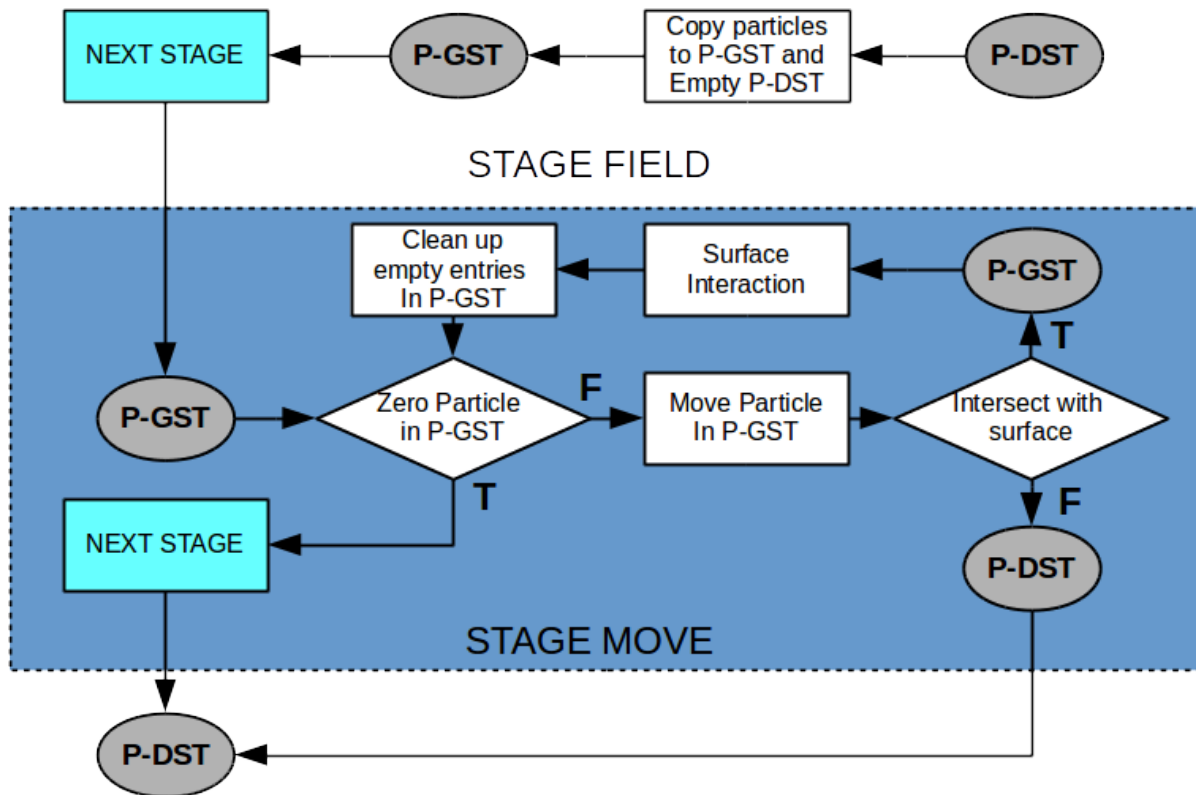 NEXT STAGE
P-GST
Copy particles
to P-GST and
Empty P-DST
P-DST
STAGE FIELD
Clean up
empty entries
In P-GST
Surface
Interaction
P-GST
T
P-GST
Zero Particle
in P-GST
F
Move Particle
In P-GST
Intersect with
surface
T
F
NEXT STAGE
P-DST
STAGE MOVE
P-DST